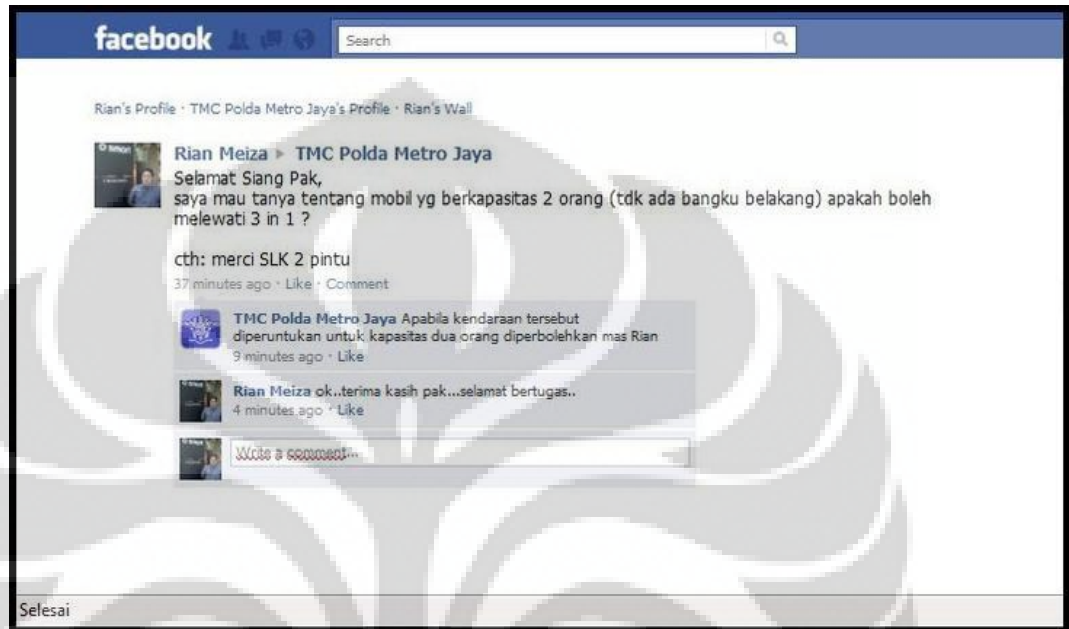 facebook
Search
Rian's Profile · TMC Polda Metro Jaya's Profile · Rian's Wall
Rian Meiza ▸ TMC Polda Metro Jaya
Selamat Siang Pak,
saya mau tanya tentang mobil yg berkapasitas 2 orang (tdk ada bangku belakang) apakah boleh
melewati 3 in 1 ?
cth: merci SLK 2 pintu
37 minutes ago · Like · Comment
TMC Polda Metro Jaya Apabila kendaraan tersebut
diperuntukan untuk kapasitas dua orang diperbolehkan mas Rian
9 minutes ago · Like
Rian Meiza ok..terima kasih pak...selamat bertugas..
4 minutes ago · Like
Write a comment...
Selesai